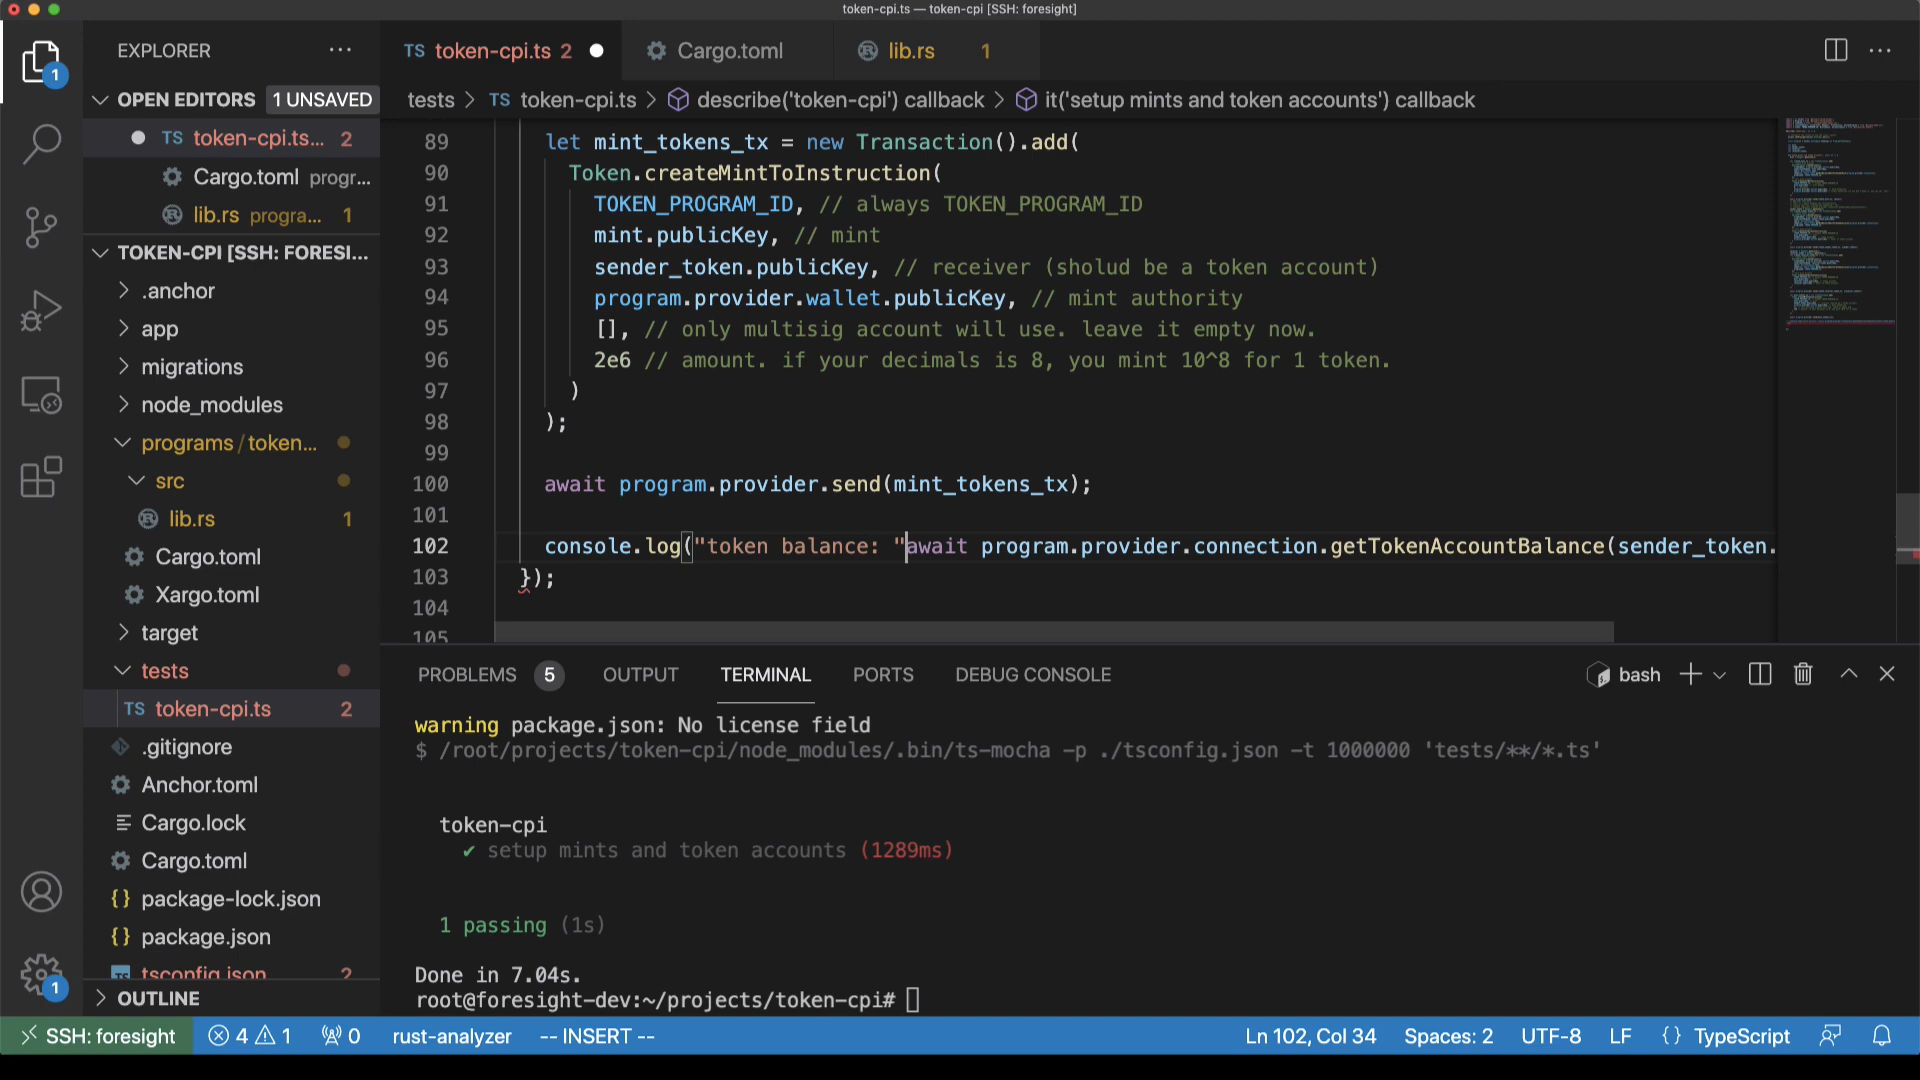 token-cpi.ts — token-cpi [SSH: foresight]
EXPLORER
TS token-cpi.ts 2
Cargo.toml
lib.rs 1
1
OPEN EDITORS 1 UNSAVED
TS token-cpi.ts... 2
Cargo.toml progr...
lib.rs progra... 1
TOKEN-CPI [SSH: FORESI...
.anchor
app
migrations
node_modules
programs / token...
src
lib.rs 1
Cargo.toml
Xargo.toml
target
tests
TS token-cpi.ts 2
.gitignore
Anchor.toml
Cargo.lock
Cargo.toml
{} package-lock.json
{} package.json
TS tsconfig.json 2
OUTLINE
1
tests > TS token-cpi.ts > describe('token-cpi') callback > it('setup mints and token accounts') callback
89 let mint_tokens_tx = new Transaction().add(
90 Token.createMintToInstruction(
91 TOKEN_PROGRAM_ID, // always TOKEN_PROGRAM_ID
92 mint.publicKey, // mint
93 sender_token.publicKey, // receiver (sholud be a token account)
94 program.provider.wallet.publicKey, // mint authority
95 [], // only multisig account will use. leave it empty now.
96 2e6 // amount. if your decimals is 8, you mint 10^8 for 1 token.
97 )
98 );
99
100 await program.provider.send(mint_tokens_tx);
101
102 console.log("token balance: "await program.provider.connection.getTokenAccountBalance(sender_token.
103 });
104
105
PROBLEMS 5 OUTPUT TERMINAL PORTS DEBUG CONSOLE
bash
warning package.json: No license field
$ /root/projects/token-cpi/node_modules/.bin/ts-mocha -p ./tsconfig.json -t 1000000 'tests/**/*.ts'
token-cpi
✔ setup mints and token accounts (1289ms)
1 passing (1s)
Done in 7.04s.
root@foresight-dev:~/projects/token-cpi#
SSH: foresight 4 1 0 rust-analyzer -- INSERT -- Ln 102, Col 34 Spaces: 2 UTF-8 LF {} TypeScript